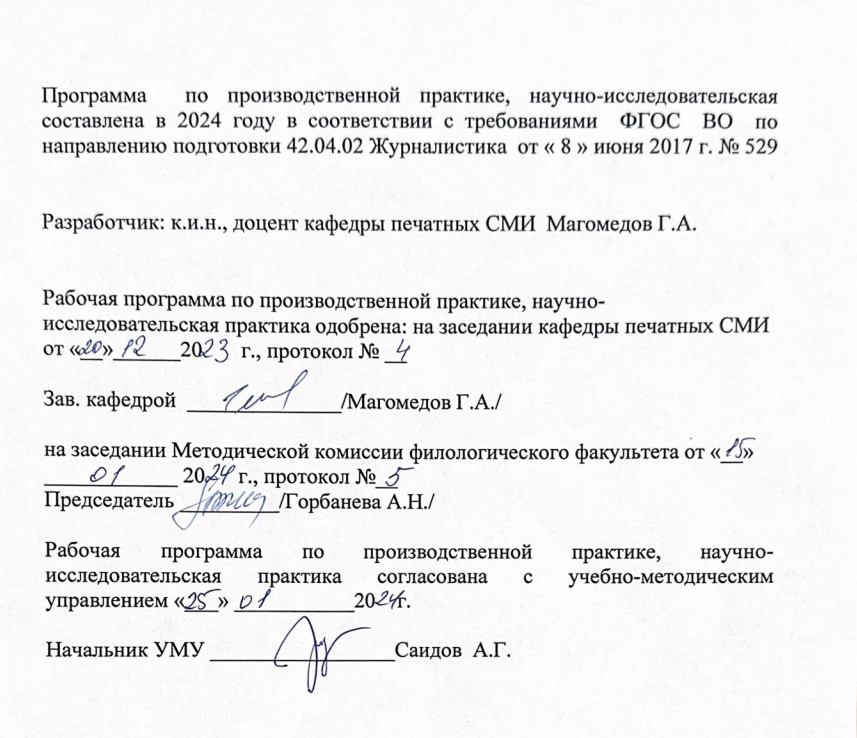 Программа по производственной практике, научно-исследовательская
составлена в 2024 году в соответствии с требованиями ФГОС ВО по
направлению подготовки 42.04.02 Журналистика от « 8 » июня 2017 г. № 529
Разработчик: к.и.н., доцент кафедры печатных СМИ Магомедов Г.А.
Рабочая программа по производственной практике, научно-
исследовательская практика одобрена: на заседании кафедры печатных СМИ
от «20» 12 2023 г., протокол № 4
Зав. кафедрой /Магомедов Г.А./
на заседании Методической комиссии филологического факультета от «15»
01 2024 г., протокол № 5
Председатель /Горбанева А.Н./
Рабочая программа по производственной практике, научно-
исследовательская практика согласована с учебно-методическим
управлением «25» 01 2024г.
Начальник УМУ Саидов А.Г.